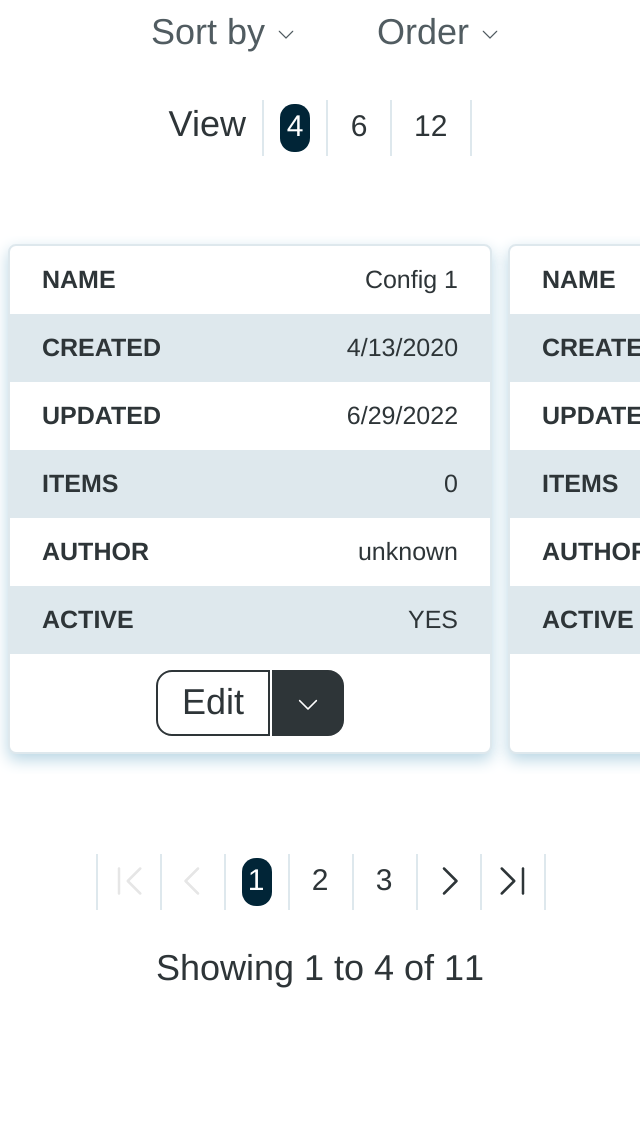 Sort by Order
View 4 6 12
NAME Config 1 NAME
CREATED 4/13/2020 CREATE
UPDATED 6/29/2022 UPDATE
ITEMS 0 ITEMS
AUTHOR unknown AUTHOR
ACTIVE YES ACTIVE
Edit
1 2 3
Showing 1 to 4 of 11